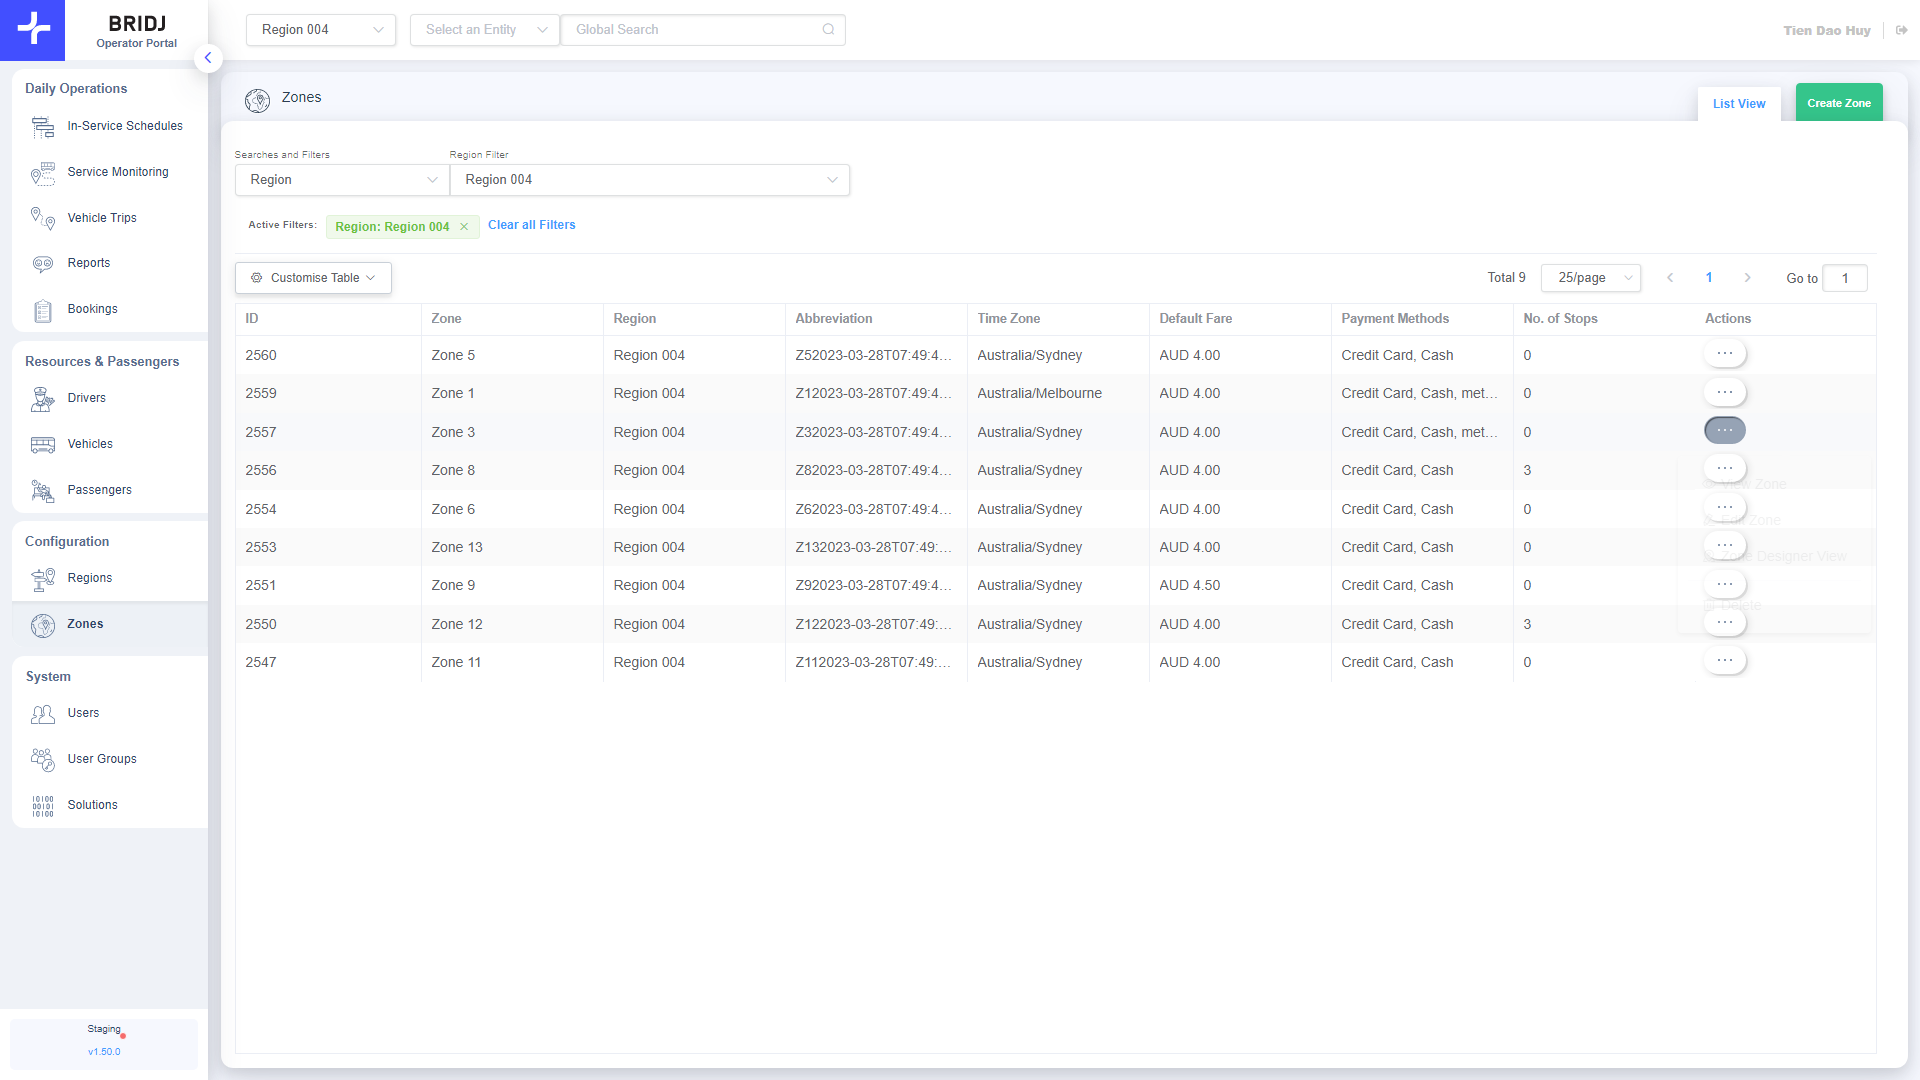 BRIDJ
Operator Portal
Region 004
Select an Entity
Global Search
Tien Dao Huy
Daily Operations
In-Service Schedules
Service Monitoring
Vehicle Trips
Reports
Bookings
Resources & Passengers
Drivers
Vehicles
Passengers
Configuration
Regions
Zones
System
Users
User Groups
Solutions
Staging
v1.50.0
Zones
List View
Create Zone
Searches and Filters
Region Filter
Region
Region 004
Active Filters:
Region: Region 004
Clear all Filters
Customise Table
Total 9
25/page
1
Go to
1
ID Zone Region Abbreviation Time Zone Default Fare Payment Methods No. of Stops Actions
2560 Zone 5 Region 004 Z52023-03-28T07:49:4... Australia/Sydney AUD 4.00 Credit Card, Cash 0
2559 Zone 1 Region 004 Z12023-03-28T07:49:4... Australia/Melbourne AUD 4.00 Credit Card, Cash, met... 0
2557 Zone 3 Region 004 Z32023-03-28T07:49:4... Australia/Sydney AUD 4.00 Credit Card, Cash, met... 0
2556 Zone 8 Region 004 Z82023-03-28T07:49:4... Australia/Sydney AUD 4.00 Credit Card, Cash 3
2554 Zone 6 Region 004 Z62023-03-28T07:49:4... Australia/Sydney AUD 4.00 Credit Card, Cash 0
2553 Zone 13 Region 004 Z132023-03-28T07:49:... Australia/Sydney AUD 4.00 Credit Card, Cash 0
2551 Zone 9 Region 004 Z92023-03-28T07:49:4... Australia/Sydney AUD 4.50 Credit Card, Cash 0
2550 Zone 12 Region 004 Z122023-03-28T07:49:... Australia/Sydney AUD 4.00 Credit Card, Cash 3
2547 Zone 11 Region 004 Z112023-03-28T07:49:... Australia/Sydney AUD 4.00 Credit Card, Cash 0
View Zone
Edit Zone
Zone Designer View
Delete